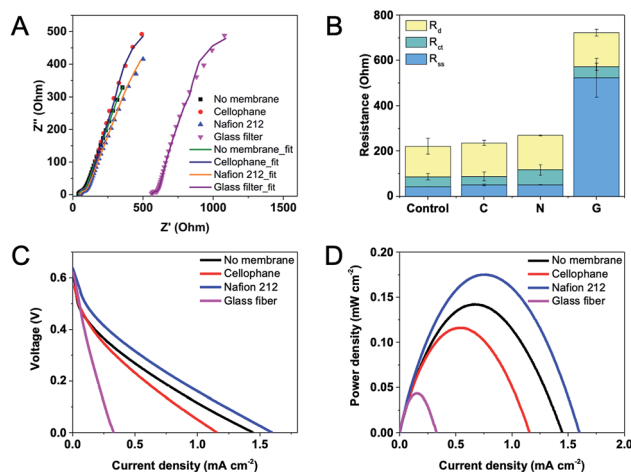 A
Z'' (Ohm)
500
400
300
200
100
0
0
500
1000
1500
Z' (Ohm)
No membrane
Cellophane
Nafion 212
Glass filter
No membrane_fit
Cellophane_fit
Nafion 212_fit
Glass filter_fit
B
Resistance (Ohm)
800
600
400
200
0
Rd
Rct
Rss
Control
C
N
G
C
Voltage (V)
0.6
0.4
0.2
0.0
0.0
0.5
1.0
1.5
Current density (mA cm-2)
No membrane
Cellophane
Nafion 212
Glass fiber
D
Power density (mW cm-2)
0.20
0.15
0.10
0.05
0.00
0.0
0.5
1.0
1.5
2.0
Current density (mA cm-2)
No membrane
Cellophane
Nafion 212
Glass fiber